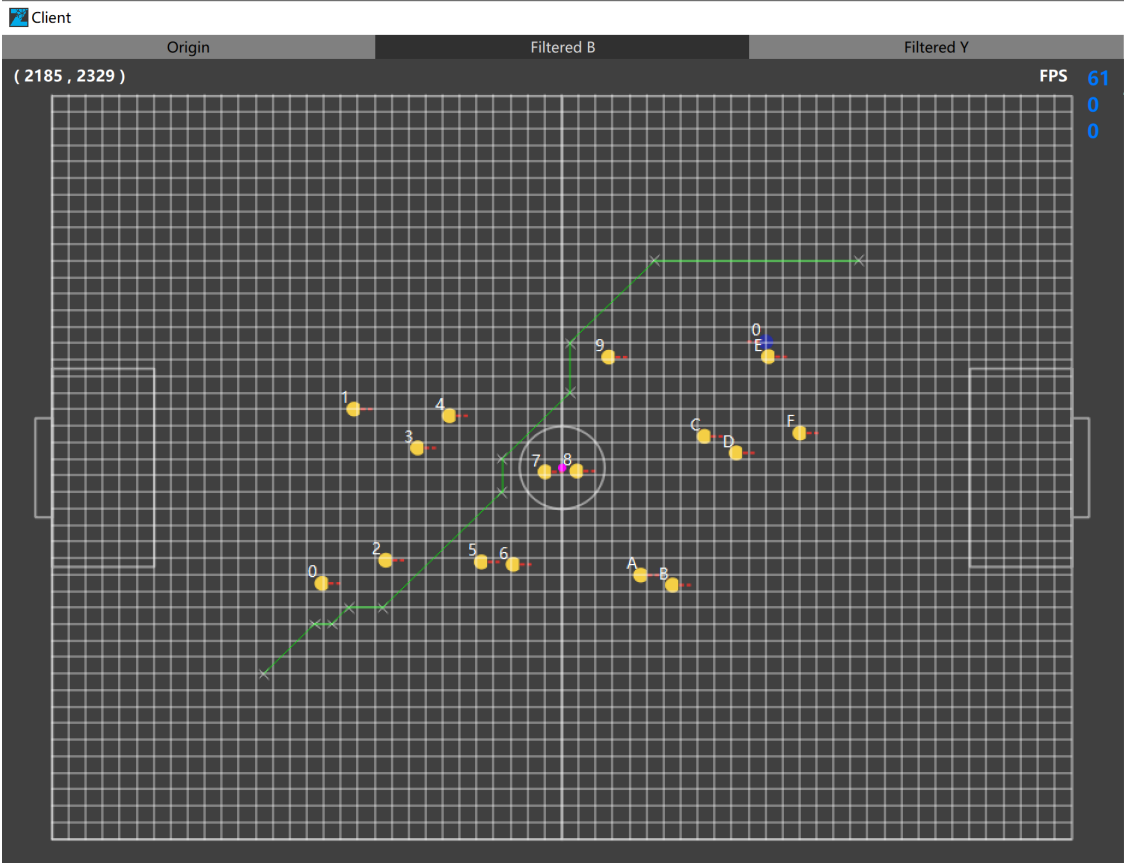 Client
Origin Filtered B Filtered Y
( 2185 , 2329 ) FPS 61
0
0
0
9 E
1 4
C F
3 D
7 8
2 5 6
0 A B